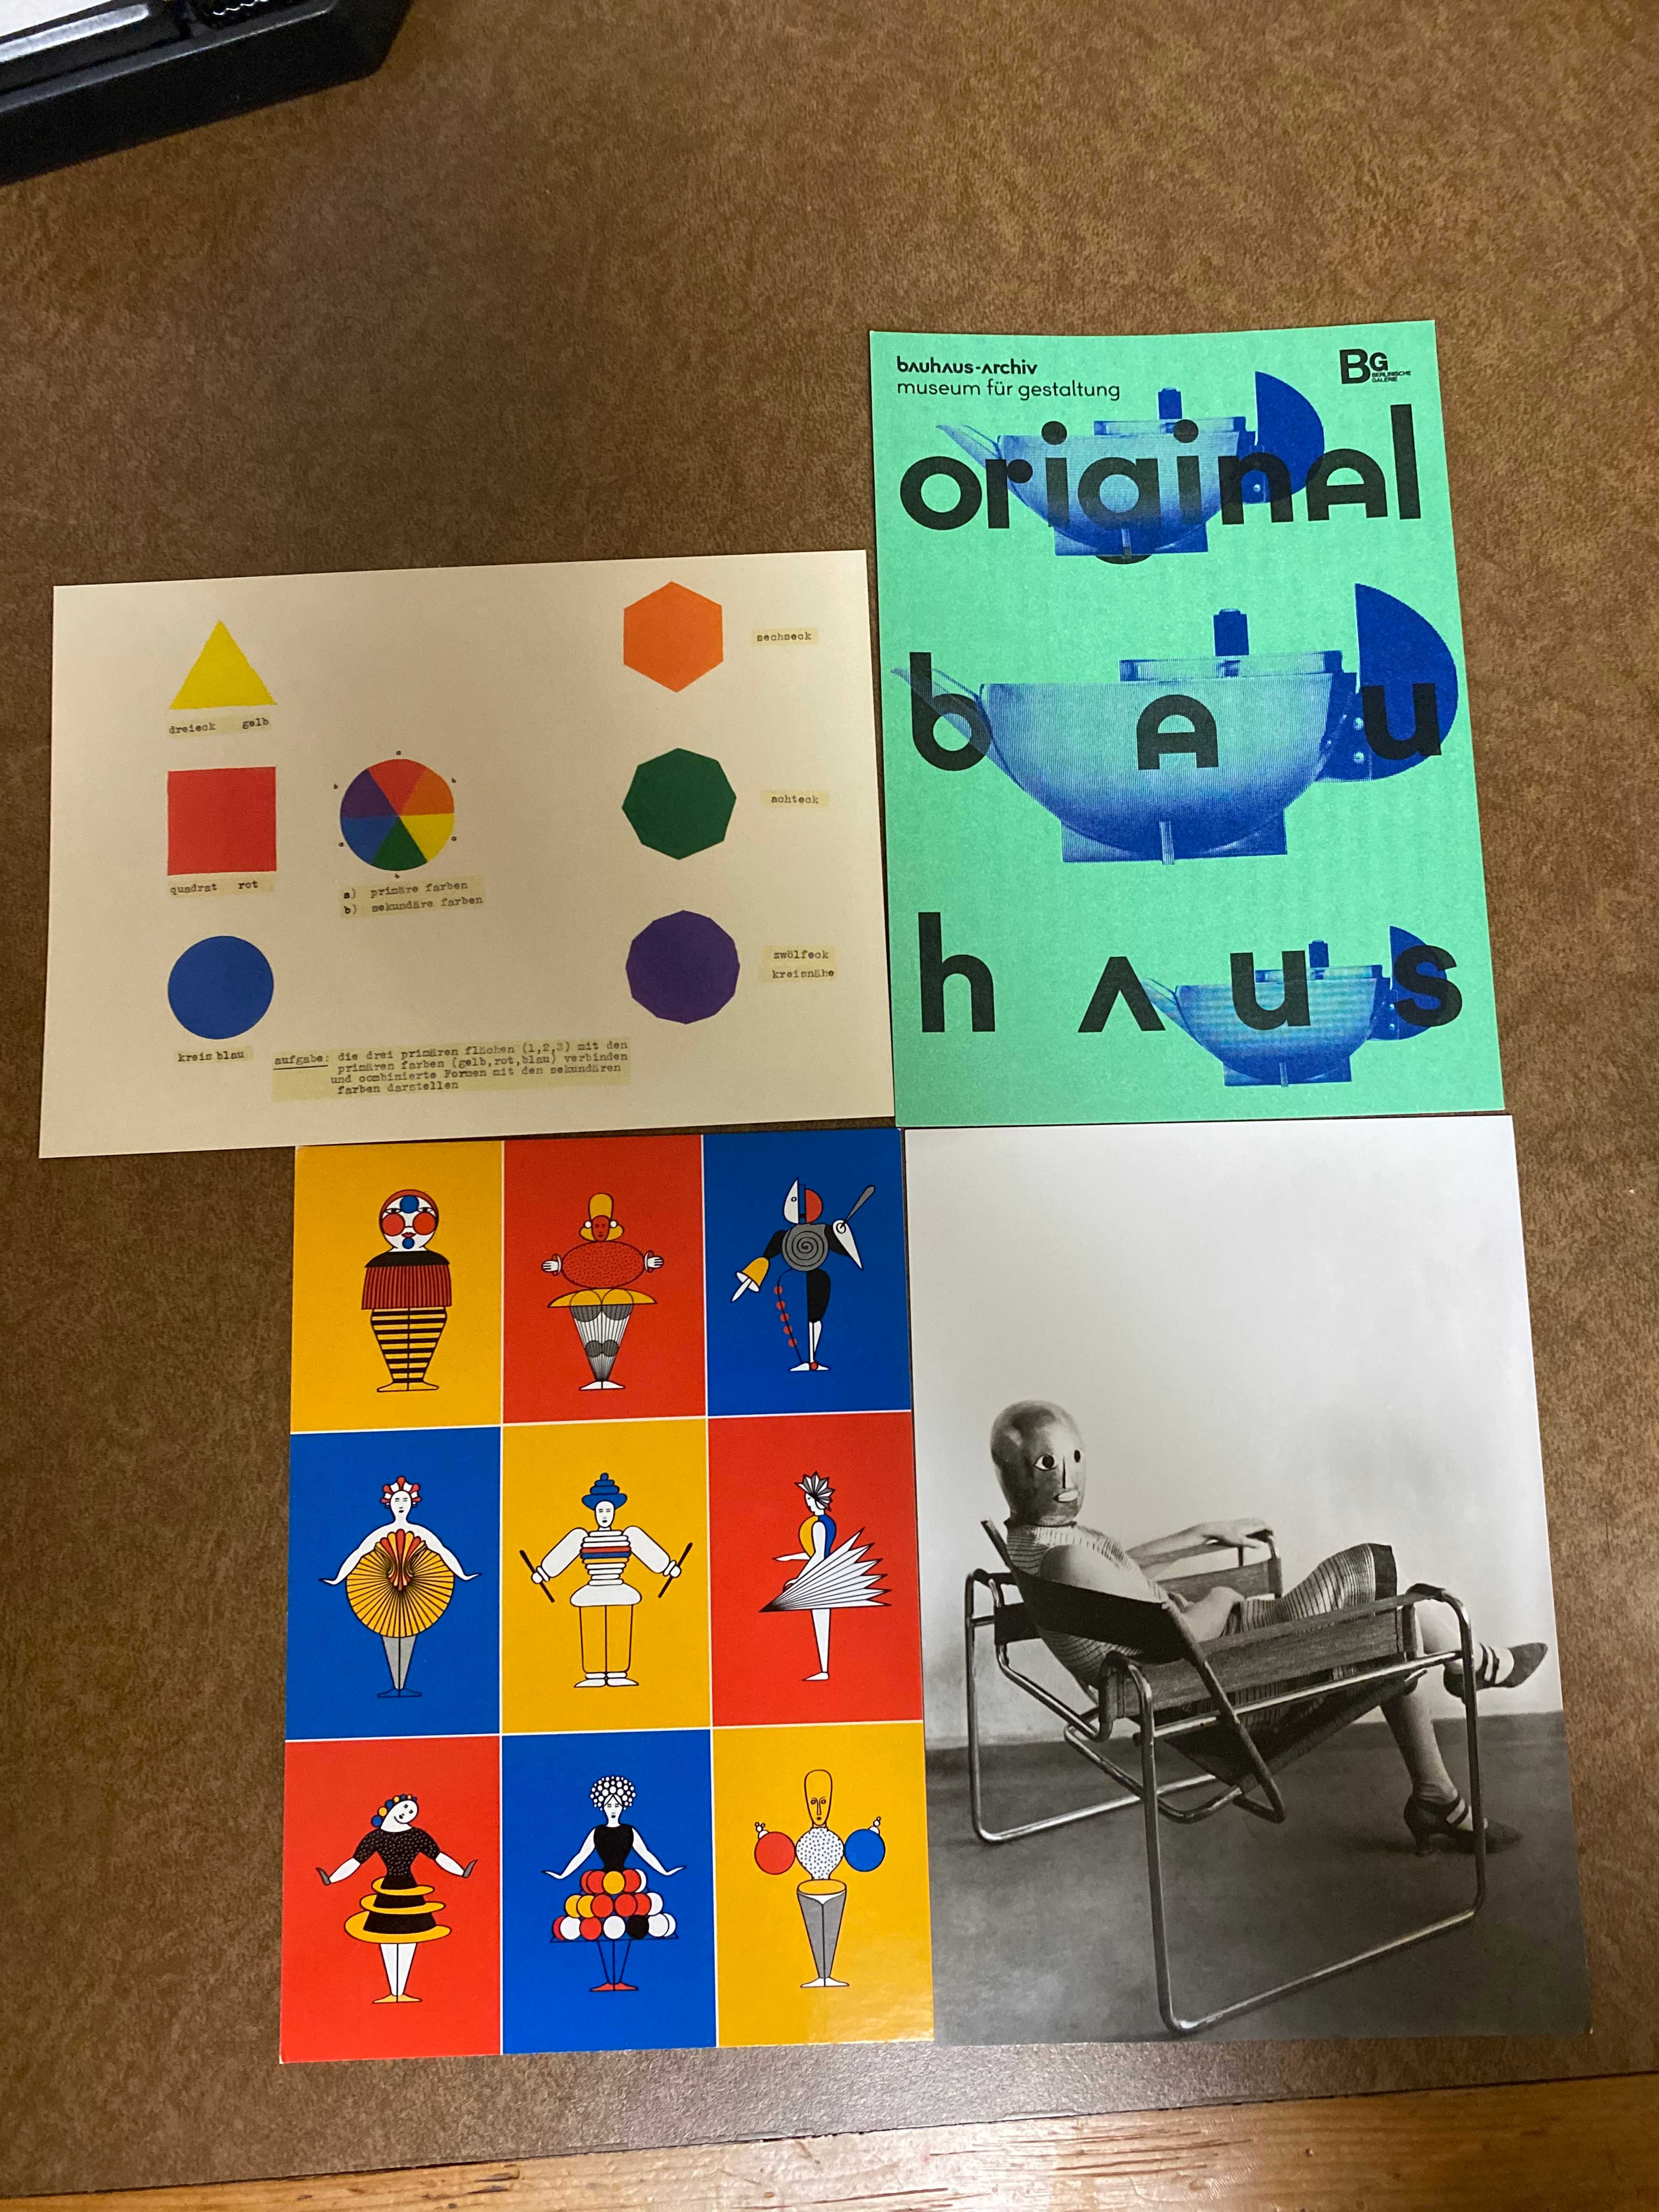 bauhaus-archiv
museum für gestaltung
BG
BERLINISCHE
GALERIE
original
bau
haus
dreieck gelb
quadrat rot
kreis blau
a
b
a
b
a
b
a) primäre farben
b) sekundäre farben
sechseck
achteck
zwölfeck
kreisnähe
aufgabe: die drei primären flächen (1,2,3) mit den
primären farben (gelb,rot,blau) verbinden
und combinierte Formen mit den sekundären
farben darstellen